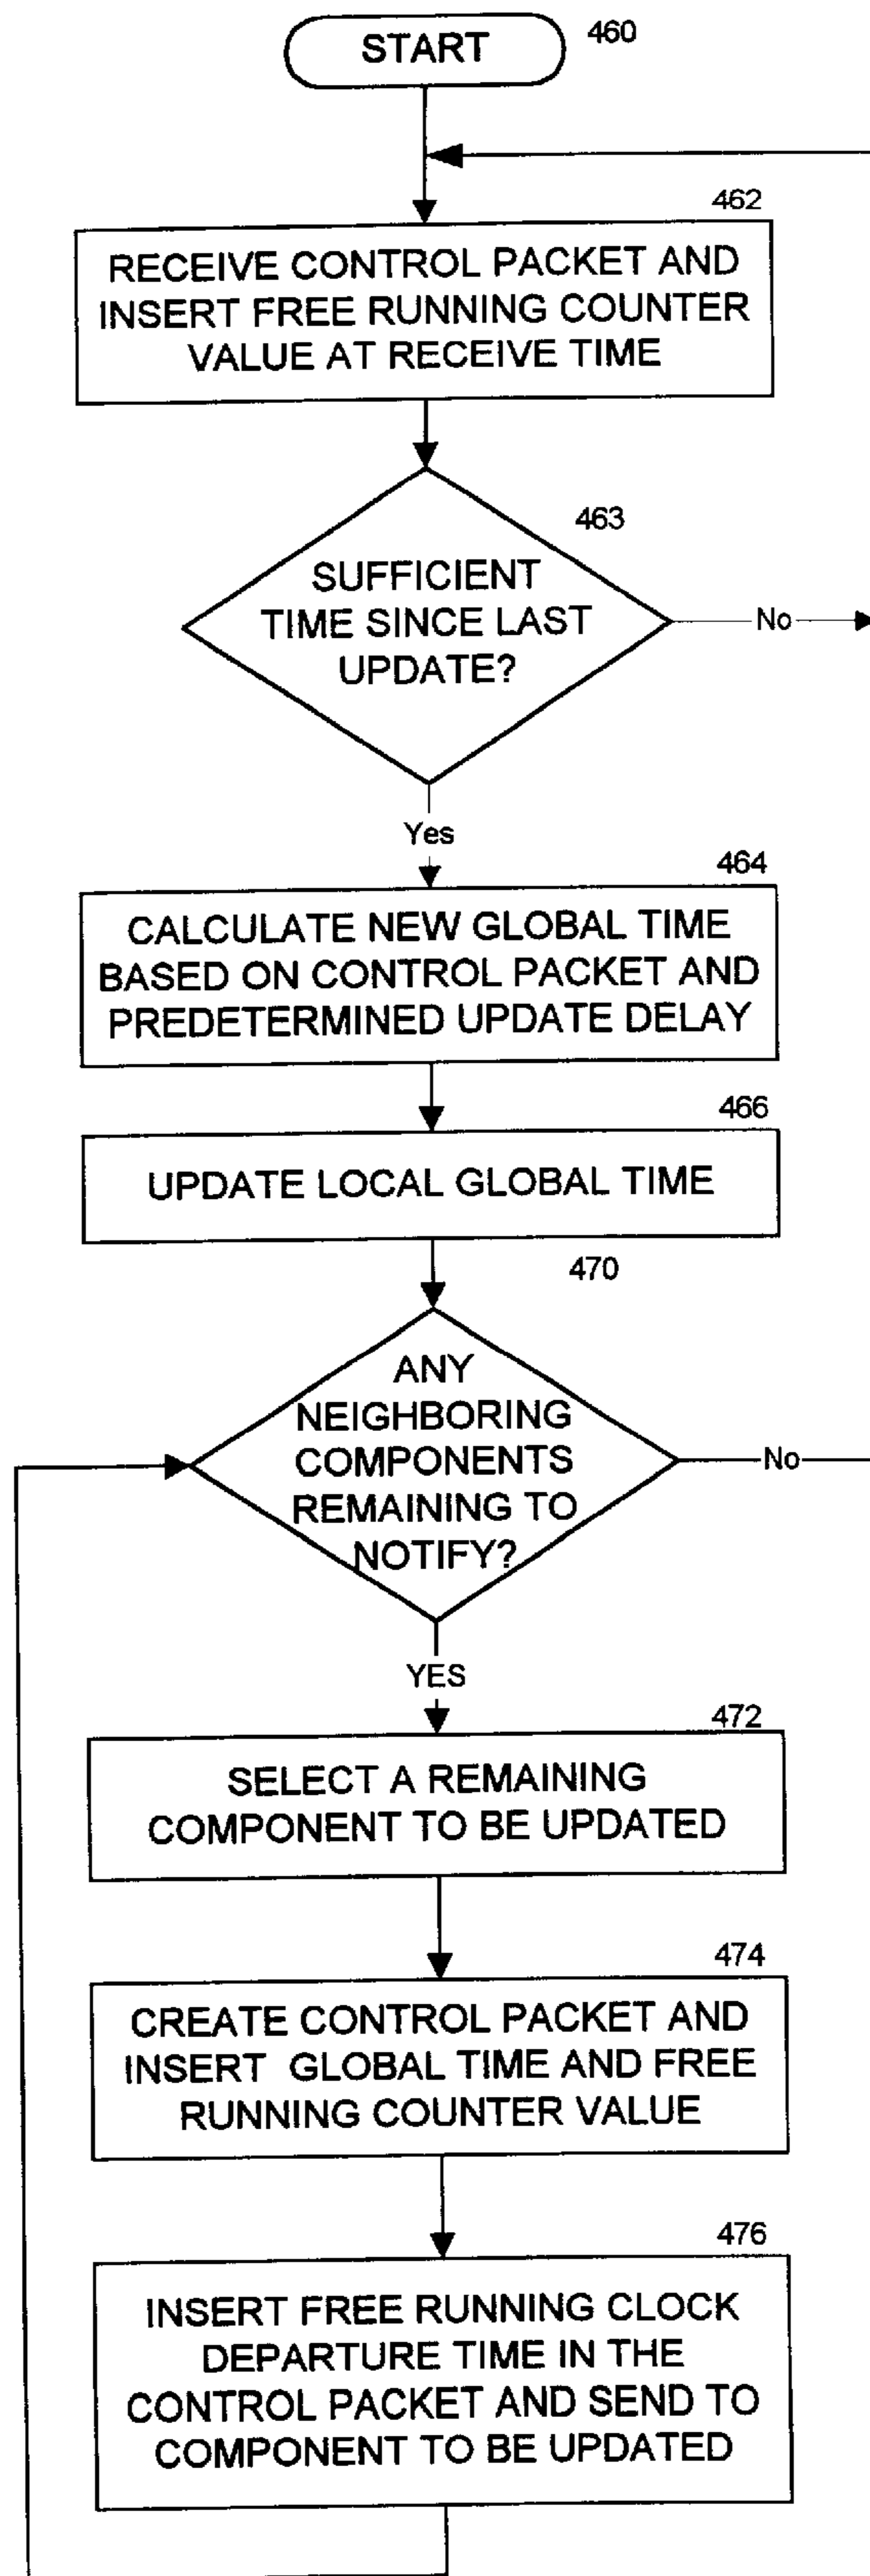 START
460
462
RECEIVE CONTROL PACKET AND
INSERT FREE RUNNING COUNTER
VALUE AT RECEIVE TIME
463
SUFFICIENT
TIME SINCE LAST
UPDATE?
No
Yes
464
CALCULATE NEW GLOBAL TIME
BASED ON CONTROL PACKET AND
PREDETERMINED UPDATE DELAY
466
UPDATE LOCAL GLOBAL TIME
470
ANY
NEIGHBORING
COMPONENTS
REMAINING TO
NOTIFY?
No
YES
472
SELECT A REMAINING
COMPONENT TO BE UPDATED
474
CREATE CONTROL PACKET AND
INSERT GLOBAL TIME AND FREE
RUNNING COUNTER VALUE
476
INSERT FREE RUNNING CLOCK
DEPARTURE TIME IN THE
CONTROL PACKET AND SEND TO
COMPONENT TO BE UPDATED